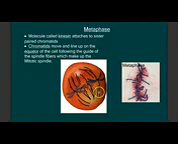 Metaphase
• Molecule called kinesin attaches to sister
paired chromatids
• Chromatids move and line up on the
equator of the cell following the guide of
the spindle fibers which make up the
Mitotic spindle.
Metaphase